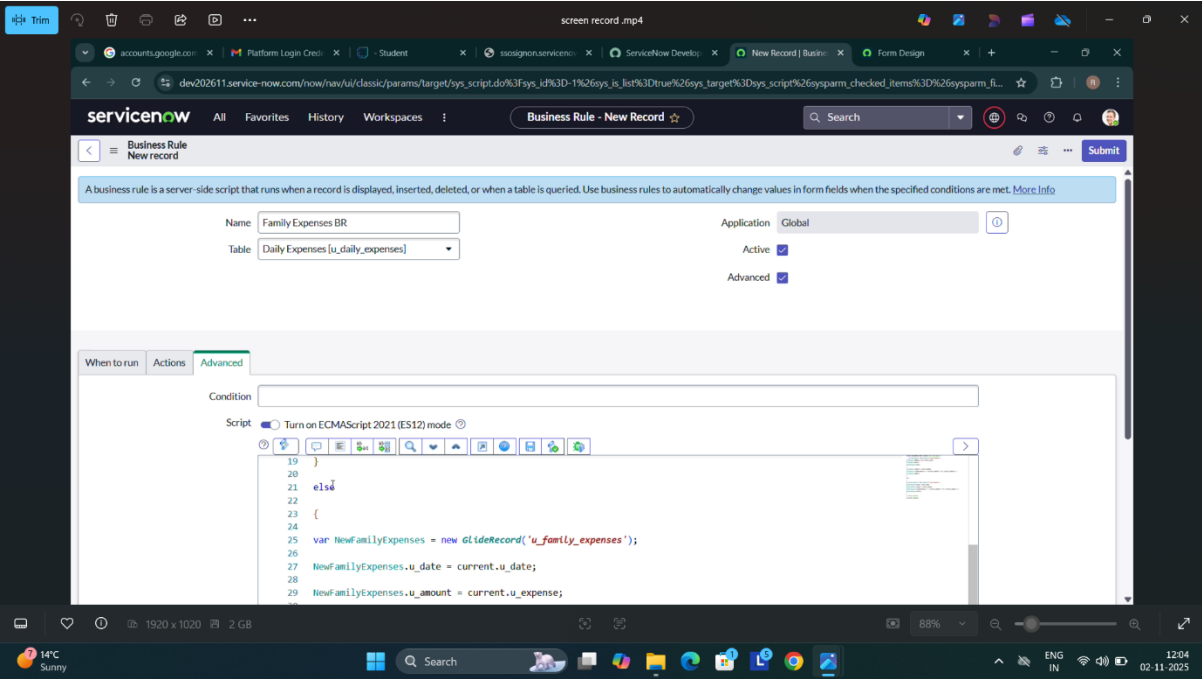 Trim
screen record .mp4
accounts.google.com
Platform Login Crede
- Student
ssosignon.servicenow
ServiceNow Develop
New Record | Busine
Form Design
dev202611.service-now.com/now/nav/ui/classic/params/target/sys_script.do%3Fsys_id%3D-1%26sys_is_list%3Dtrue%26sys_target%3Dsys_script%26sysparm_checked_items%3D%26sysparm_fi...
R
servicenow
All Favorites History Workspaces
Business Rule - New Record
Search
Business Rule
New record
Submit
A business rule is a server-side script that runs when a record is displayed, inserted, deleted, or when a table is queried. Use business rules to automatically change values in form fields when the specified conditions are met. More Info
Name Family Expenses BR
Application Global
Table Daily Expenses [u_daily_expenses]
Active
Advanced
When to run Actions Advanced
Condition
Script Turn on ECMAScript 2021 (ES12) mode
19 }
20
21 else
22
23 {
24
25 var NewFamilyExpenses = new GlideRecord('u_family_expenses');
26
27 NewFamilyExpenses.u_date = current.u_date;
28
29 NewFamilyExpenses.u_amount = current.u_expense;
1920 x 1020 2 GB
88%
7
14°C
Sunny
Search
1
5
ENG
IN
12:04
02-11-2025